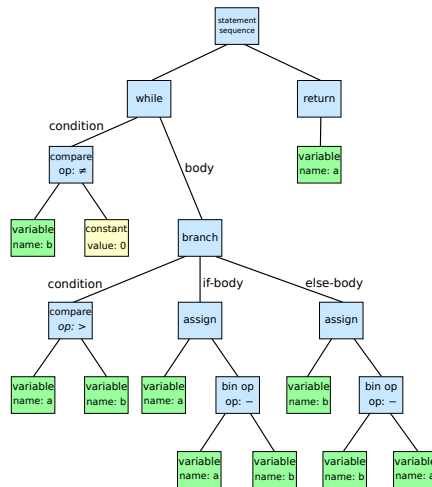 statement
sequence
while
return
condition
compare
op: ≠
body
variable
name: a
variable
name: b
constant
value: 0
branch
condition
if-body
else-body
compare
op: >
assign
assign
variable
name: a
variable
name: b
variable
name: a
bin op
op: −
variable
name: b
bin op
op: −
variable
name: a
variable
name: b
variable
name: b
variable
name: a